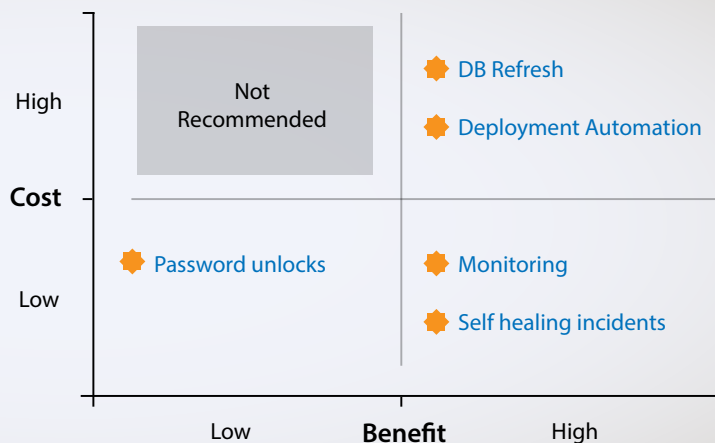 High
Not
Recommended
DB Refresh
Deployment Automation
Cost
Password unlocks
Monitoring
Low
Self healing incidents
Low
Benefit
High